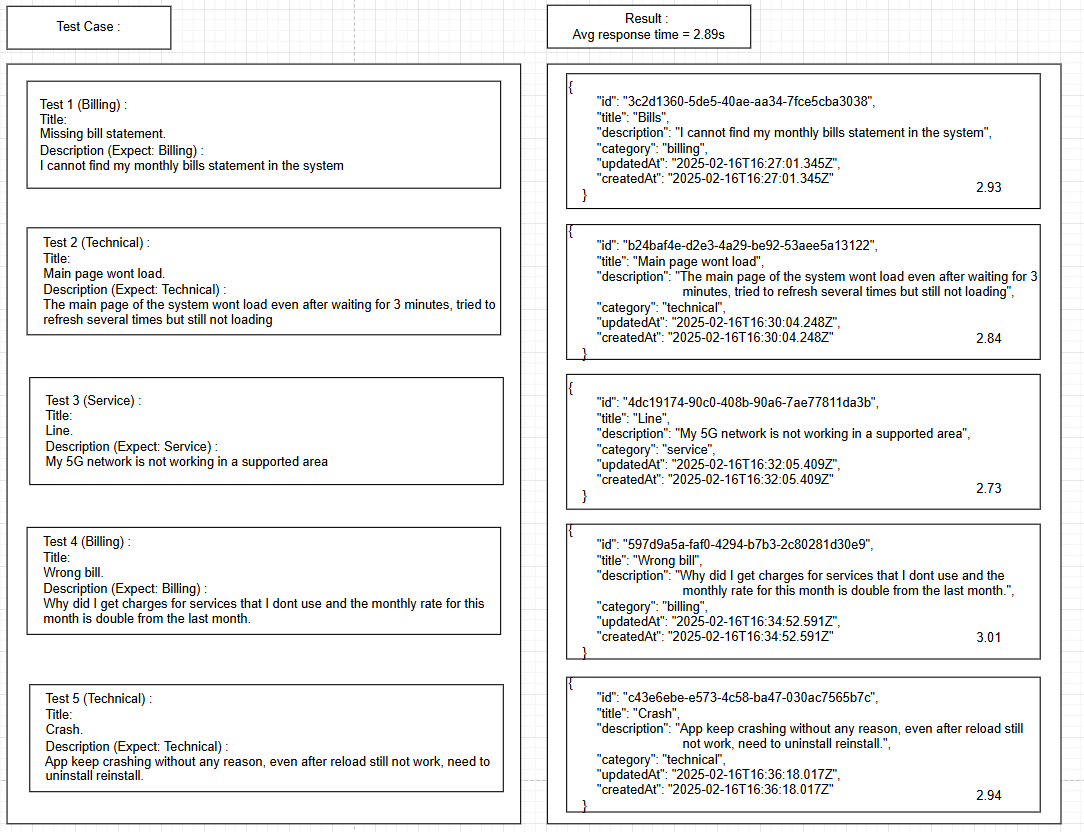 Test Case :
Test 1 (Billing) :
Title:
Missing bill statement.
Description (Expect: Billing) :
I cannot find my monthly bills statement in the system
Test 2 (Technical) :
Title:
Main page wont load.
Description (Expect: Technical) :
The main page of the system wont load even after waiting for 3 minutes, tried to
refresh several times but still not loading
Test 3 (Service) :
Title:
Line.
Description (Expect: Service) :
My 5G network is not working in a supported area
Test 4 (Billing) :
Title:
Wrong bill.
Description (Expect: Billing) :
Why did I get charges for services that I dont use and the monthly rate for this
month is double from the last month.
Test 5 (Technical) :
Title:
Crash.
Description (Expect: Technical) :
App keep crashing without any reason, even after reload still not work, need to
uninstall reinstall.
Result :
Avg response time = 2.89s
{
"id": "3c2d1360-5de5-40ae-aa34-7fce5cba3038",
"title": "Bills",
"description": "I cannot find my monthly bills statement in the system",
"category": "billing",
"updatedAt": "2025-02-16T16:27:01.345Z",
"createdAt": "2025-02-16T16:27:01.345Z"
}
2.93
{
"id": "b24baf4e-d2e3-4a29-be92-53aee5a13122",
"title": "Main page wont load",
"description": "The main page of the system wont load even after waiting for 3
minutes, tried to refresh several times but still not loading",
"category": "technical",
"updatedAt": "2025-02-16T16:30:04.248Z",
"createdAt": "2025-02-16T16:30:04.248Z"
}
2.84
{
"id": "4dc19174-90c0-408b-90a6-7ae77811da3b",
"title": "Line",
"description": "My 5G network is not working in a supported area",
"category": "service",
"updatedAt": "2025-02-16T16:32:05.409Z",
"createdAt": "2025-02-16T16:32:05.409Z"
}
2.73
{
"id": "597d9a5a-faf0-4294-b7b3-2c80281d30e9",
"title": "Wrong bill",
"description": "Why did I get charges for services that I dont use and the
monthly rate for this month is double from the last month.",
"category": "billing",
"updatedAt": "2025-02-16T16:34:52.591Z",
"createdAt": "2025-02-16T16:34:52.591Z"
}
3.01
{
"id": "c43e6ebe-e573-4c58-ba47-030ac7565b7c",
"title": "Crash",
"description": "App keep crashing without any reason, even after reload still
not work, need to uninstall reinstall.",
"category": "technical",
"updatedAt": "2025-02-16T16:36:18.017Z",
"createdAt": "2025-02-16T16:36:18.017Z"
}
2.94